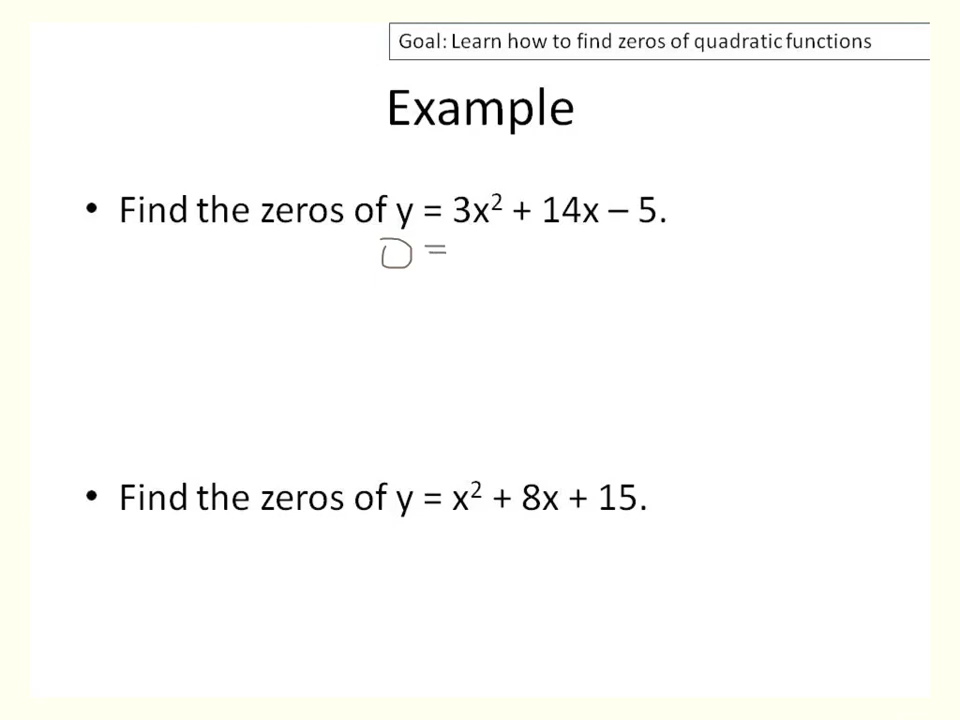 Goal: Learn how to find zeros of quadratic functions
Example
• Find the zeros of y = 3x² + 14x – 5.
0 =
• Find the zeros of y = x² + 8x + 15.